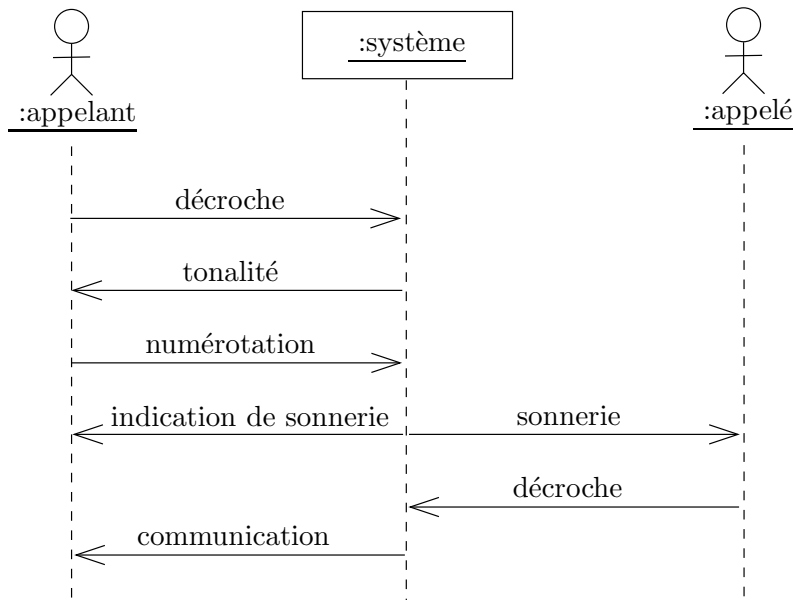 :appelant
:système
:appelé
décroche
tonalité
numérotation
indication de sonnerie
sonnerie
décroche
communication